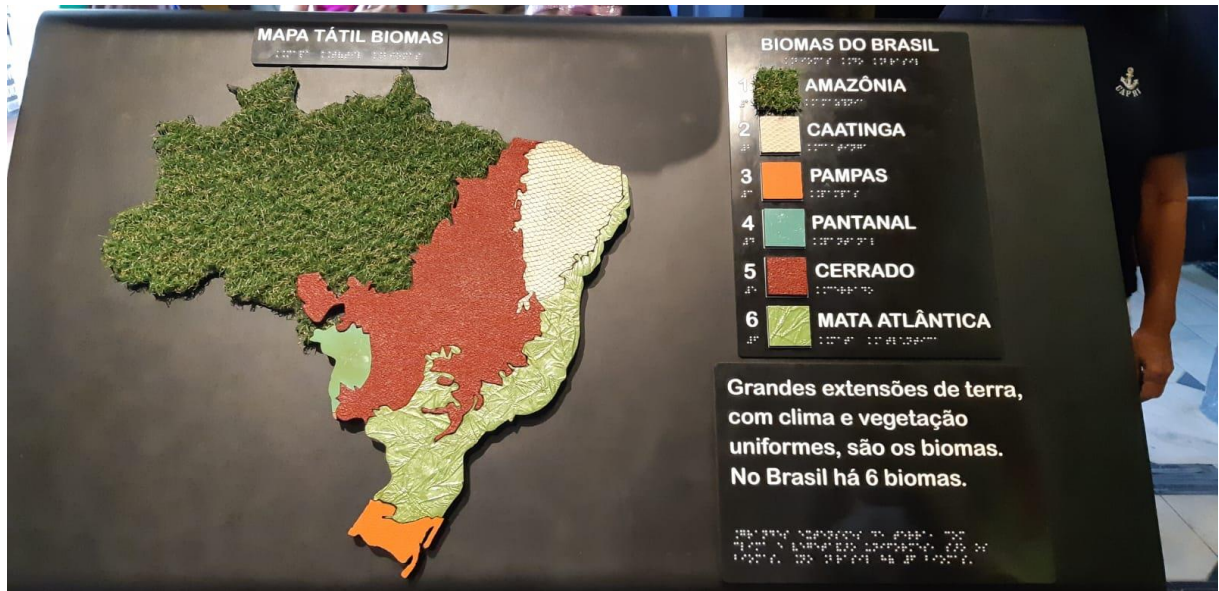 MAPA TÁTIL BIOMAS
BIOMAS DO BRASIL
1 AMAZÔNIA
2 CAATINGA
3 PAMPAS
4 PANTANAL
5 CERRADO
6 MATA ATLÂNTICA
Grandes extensões de terra,
com clima e vegetação
uniformes, são os biomas.
No Brasil há 6 biomas.